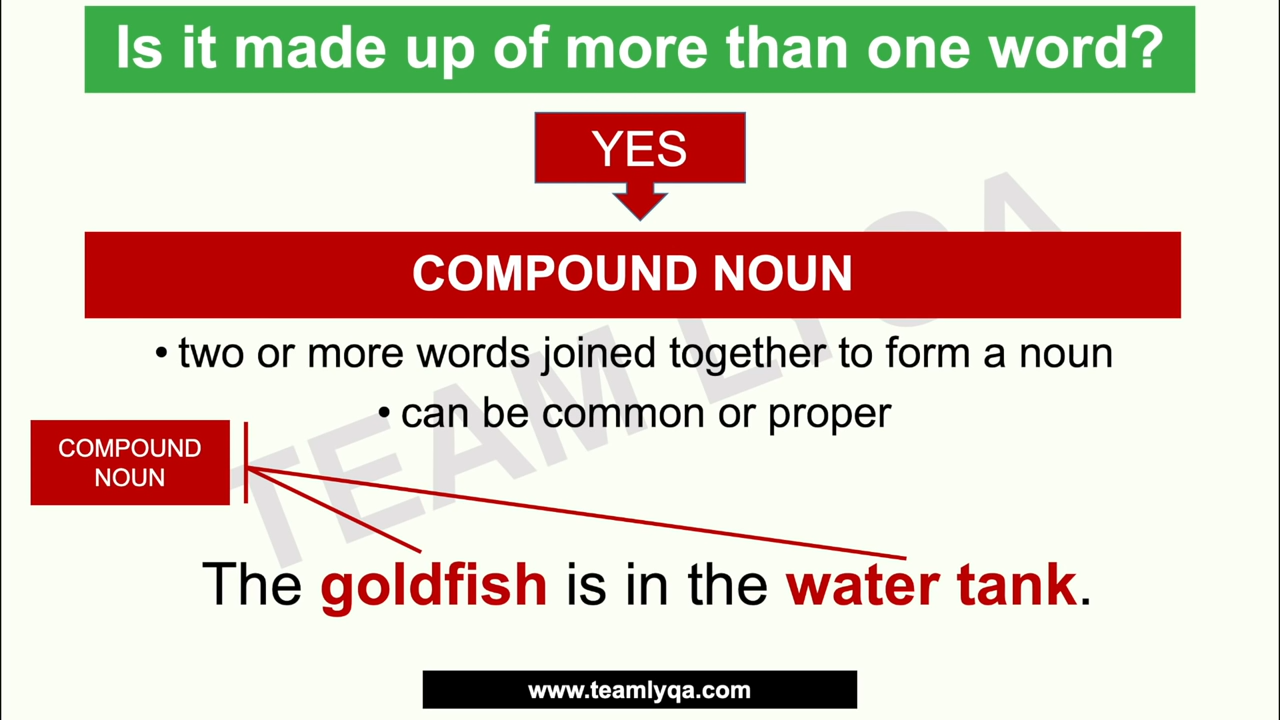 Is it made up of more than one word?
YES
COMPOUND NOUN
• two or more words joined together to form a noun
• can be common or proper
COMPOUND
NOUN
The goldfish is in the water tank.
www.teamlyqa.com
TEAM LYQA